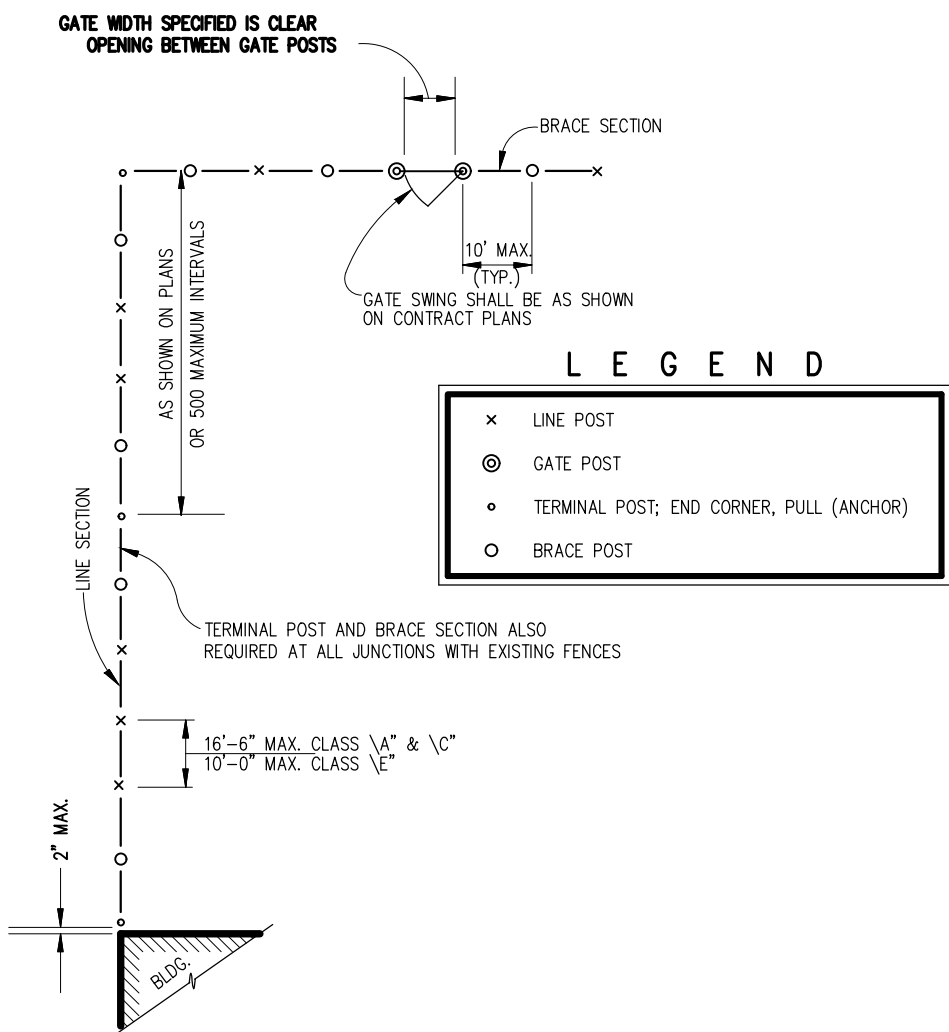 GATE WIDTH SPECIFIED IS CLEAR
OPENING BETWEEN GATE POSTS
BRACE SECTION
10' MAX.
(TYP.)
GATE SWING SHALL BE AS SHOWN
ON CONTRACT PLANS
AS SHOWN ON PLANS
OR 500 MAXIMUM INTERVALS
L E G E N D
LINE POST
GATE POST
TERMINAL POST; END CORNER, PULL (ANCHOR)
BRACE POST
LINE SECTION
TERMINAL POST AND BRACE SECTION ALSO
REQUIRED AT ALL JUNCTIONS WITH EXISTING FENCES
16'-6" MAX. CLASS \A" & \C"
10'-0" MAX. CLASS \E"
2" MAX.
BLDG.